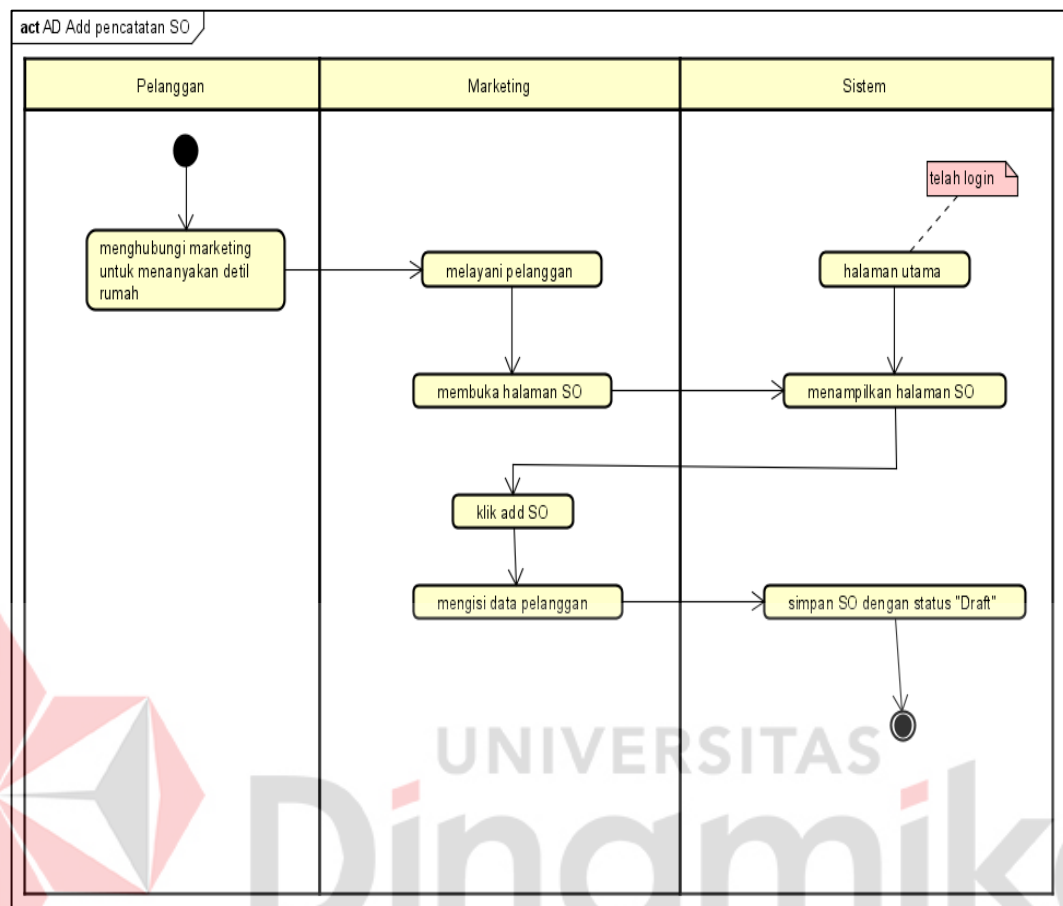 act AD Add pencatatan SO
Pelanggan
Marketing
Sistem
telah login
menghubungi marketing
untuk menanyakan detil
rumah
melayani pelanggan
halaman utama
membuka halaman SO
menampilkan halaman SO
klik add SO
mengisi data pelanggan
simpan SO dengan status "Draft"
UNIVERSITAS
Dinamik